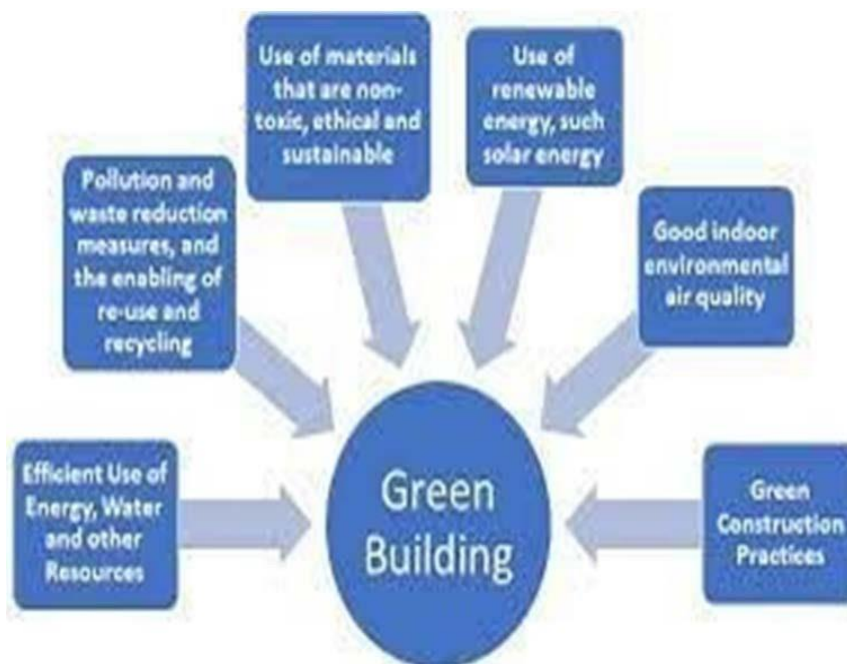 Use of materials
that are non-
toxic, ethical and
sustainable
Use of
renewable
energy, such
solar energy
Pollution and
waste reduction
measures, and
the enabling of
re-use and
recycling
Good indoor
environmental
air quality
Efficient Use of
Energy, Water
and other
Resources
Green
Building
Green
Construction
Practices